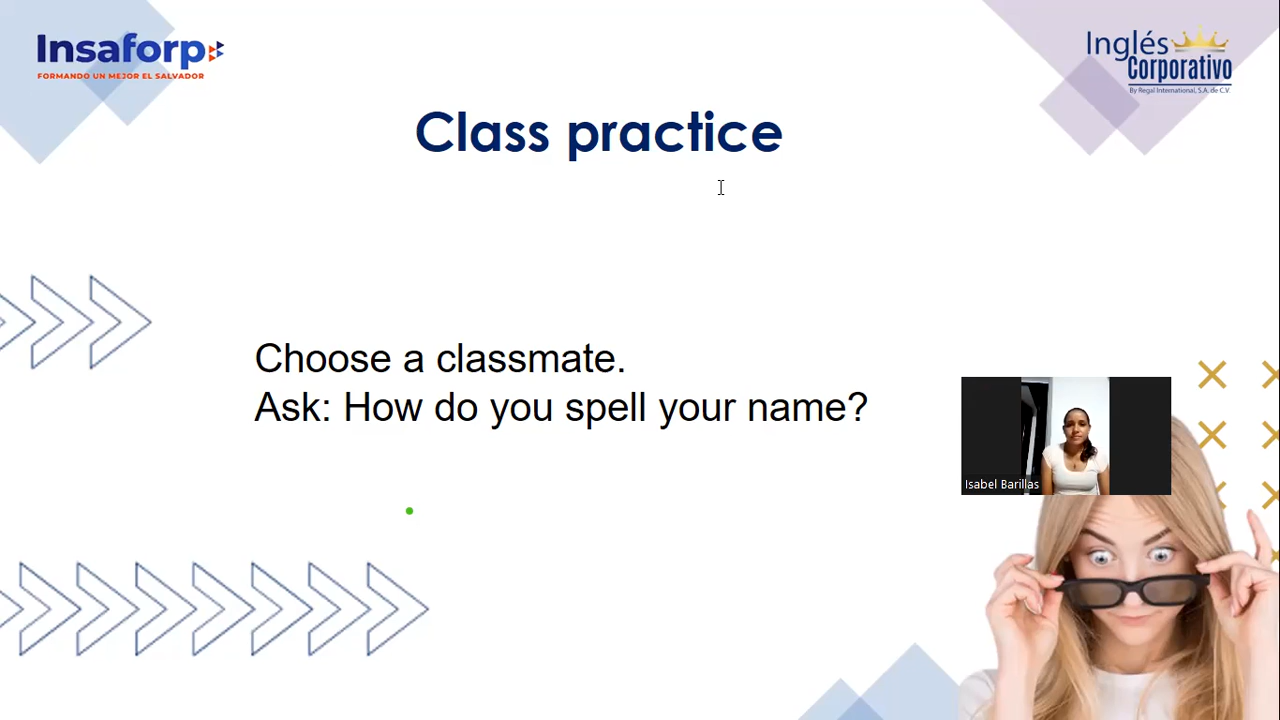 Insaforp
FORMANDO UN MEJOR EL SALVADOR
Inglés
Corporativo
By Regal International, S.A. de C.V.
Class practice
Choose a classmate.
Ask: How do you spell your name?
Isabel Barillas